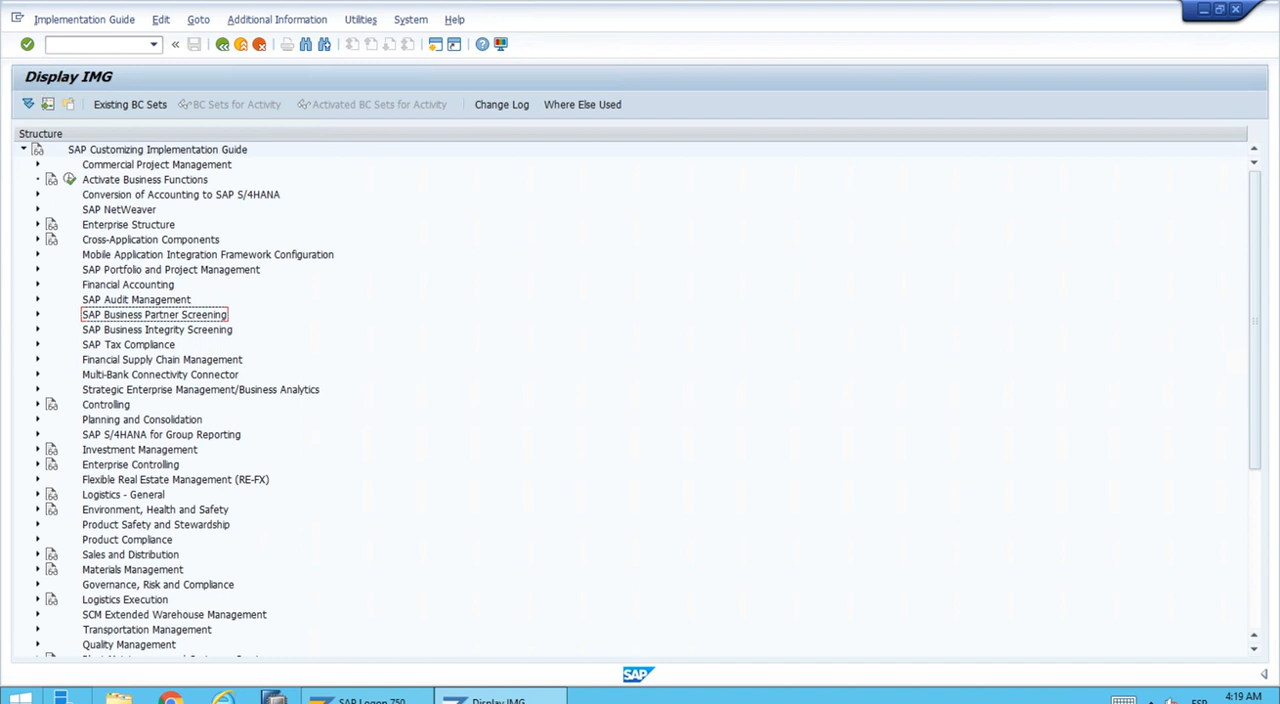 Implementation Guide Edit Goto Additional Information Utilities System Help
Display IMG
Existing BC Sets BC Sets for Activity Activated BC Sets for Activity Change Log Where Else Used
Structure
SAP Customizing Implementation Guide
Commercial Project Management
Activate Business Functions
Conversion of Accounting to SAP S/4HANA
SAP NetWeaver
Enterprise Structure
Cross-Application Components
Mobile Application Integration Framework Configuration
SAP Portfolio and Project Management
Financial Accounting
SAP Audit Management
SAP Business Partner Screening
SAP Business Integrity Screening
SAP Tax Compliance
Financial Supply Chain Management
Multi-Bank Connectivity Connector
Strategic Enterprise Management/Business Analytics
Controlling
Planning and Consolidation
SAP S/4HANA for Group Reporting
Investment Management
Enterprise Controlling
Flexible Real Estate Management (RE-FX)
Logistics - General
Environment, Health and Safety
Product Safety and Stewardship
Product Compliance
Sales and Distribution
Materials Management
Governance, Risk and Compliance
Logistics Execution
SCM Extended Warehouse Management
Transportation Management
Quality Management
SAP
SAP Logon 750 Display IMG ESP 4:19 AM